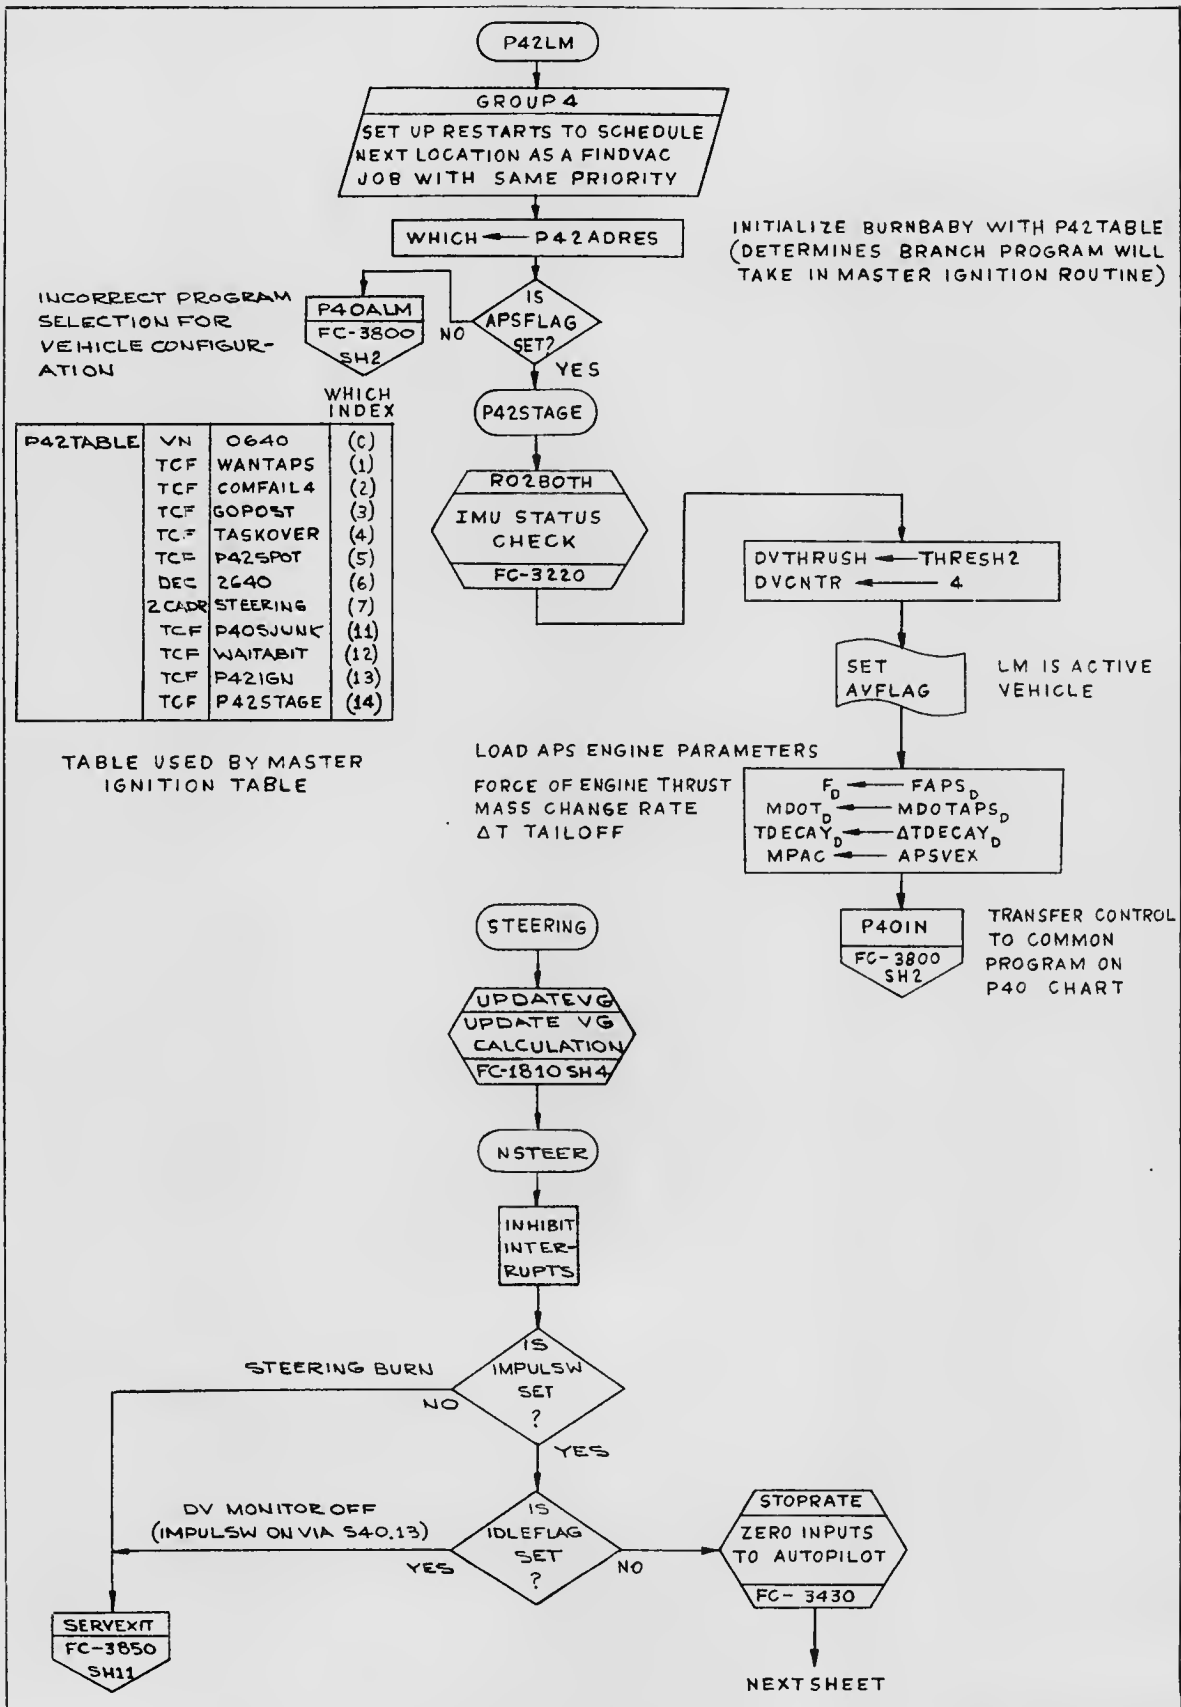 P42LM
GROUP 4
SET UP RESTARTS TO SCHEDULE
NEXT LOCATION AS A FINDVAC
JOB WITH SAME PRIORITY
WHICH ← P42ADRES
INITIALIZE BURNBABY WITH P42TABLE
(DETERMINES BRANCH PROGRAM WILL
TAKE IN MASTER IGNITION ROUTINE)
IS
APSFLAG
SET?
NO
YES
INCORRECT PROGRAM
SELECTION FOR
VEHICLE CONFIGUR-
ATION
P40ALM
FC-3800
SH2
P42STAGE
WHICH
INDEX
P42TABLE VN 0640 (C)
TCF WANTAPS (1)
TCF COMFAIL4 (2)
TCF GOPOST (3)
TCF TASKOVER (4)
TCF P42SPOT (5)
DEC 2640 (6)
2CADR STEERING (7)
TCF P40SJUNK (11)
TCF WAITABIT (12)
TCF P42IGN (13)
TCF P42STAGE (14)
TABLE USED BY MASTER
IGNITION TABLE
RO2BOTH
IMU STATUS
CHECK
FC-3220
DVTHRUSH ← THRESH2
DVCNTR ← 4
SET
AVFLAG
LM IS ACTIVE
VEHICLE
LOAD APS ENGINE PARAMETERS
FORCE OF ENGINE THRUST
MASS CHANGE RATE
ΔT TAILOFF
F_D ← FAPS_D
MDOT_D ← MDOTAPS_D
TDECAY_D ← ΔTDECAY_D
MPAC ← APSVEX
P40IN
FC-3800
SH2
TRANSFER CONTROL
TO COMMON
PROGRAM ON
P40 CHART
STEERING
UPDATEVG
UPDATE VG
CALCULATION
FC-1810 SH4
NSTEER
INHIBIT
INTER-
RUPTS
IS
IMPULSW
SET
?
STEERING BURN
NO
YES
IS
IDLEFLAG
SET
?
DV MONITOR OFF
(IMPULSW ON VIA S40.13)
YES
NO
STOPRATE
ZERO INPUTS
TO AUTOPILOT
FC-3430
NEXT SHEET
SERVEXIT
FC-3850
SH11